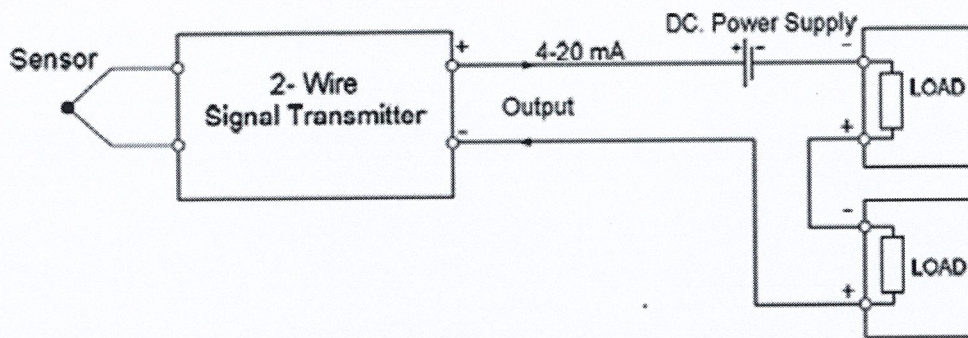 DC. Power Supply
+ -
Sensor
2- Wire
Signal Transmitter
+
4-20 mA
-
LOAD
Output
-
+
-
LOAD
+